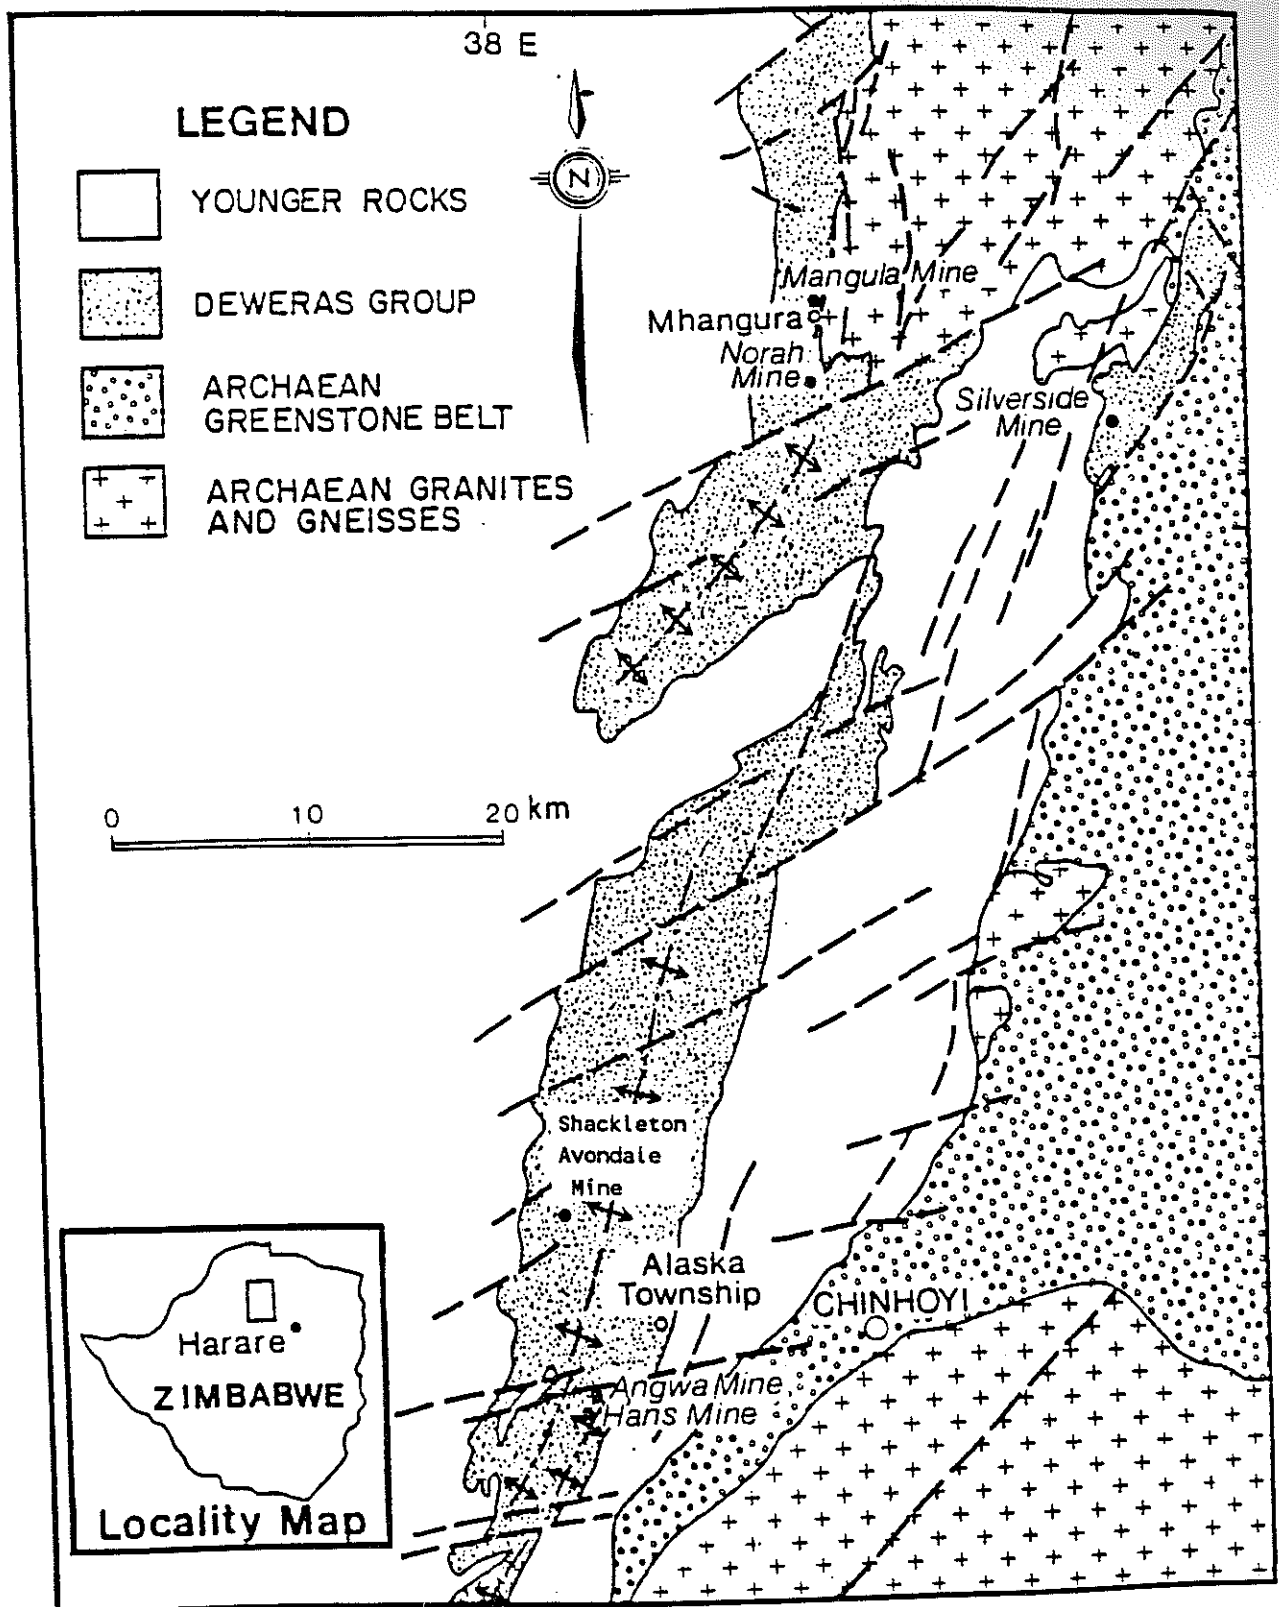 38 E
LEGEND
YOUNGER ROCKS
DEWERAS GROUP
ARCHAEAN
GREENSTONE BELT
ARCHAEAN GRANITES
AND GNEISSES
N
Mangula Mine
Mhangura
Norah
Mine
Silverside
Mine
0 10 20 km
Shackleton
Avondale
Mine
Alaska
Township
CHINHOYI
Angwa Mine
Hans Mine
Harare
ZIMBABWE
Locality Map